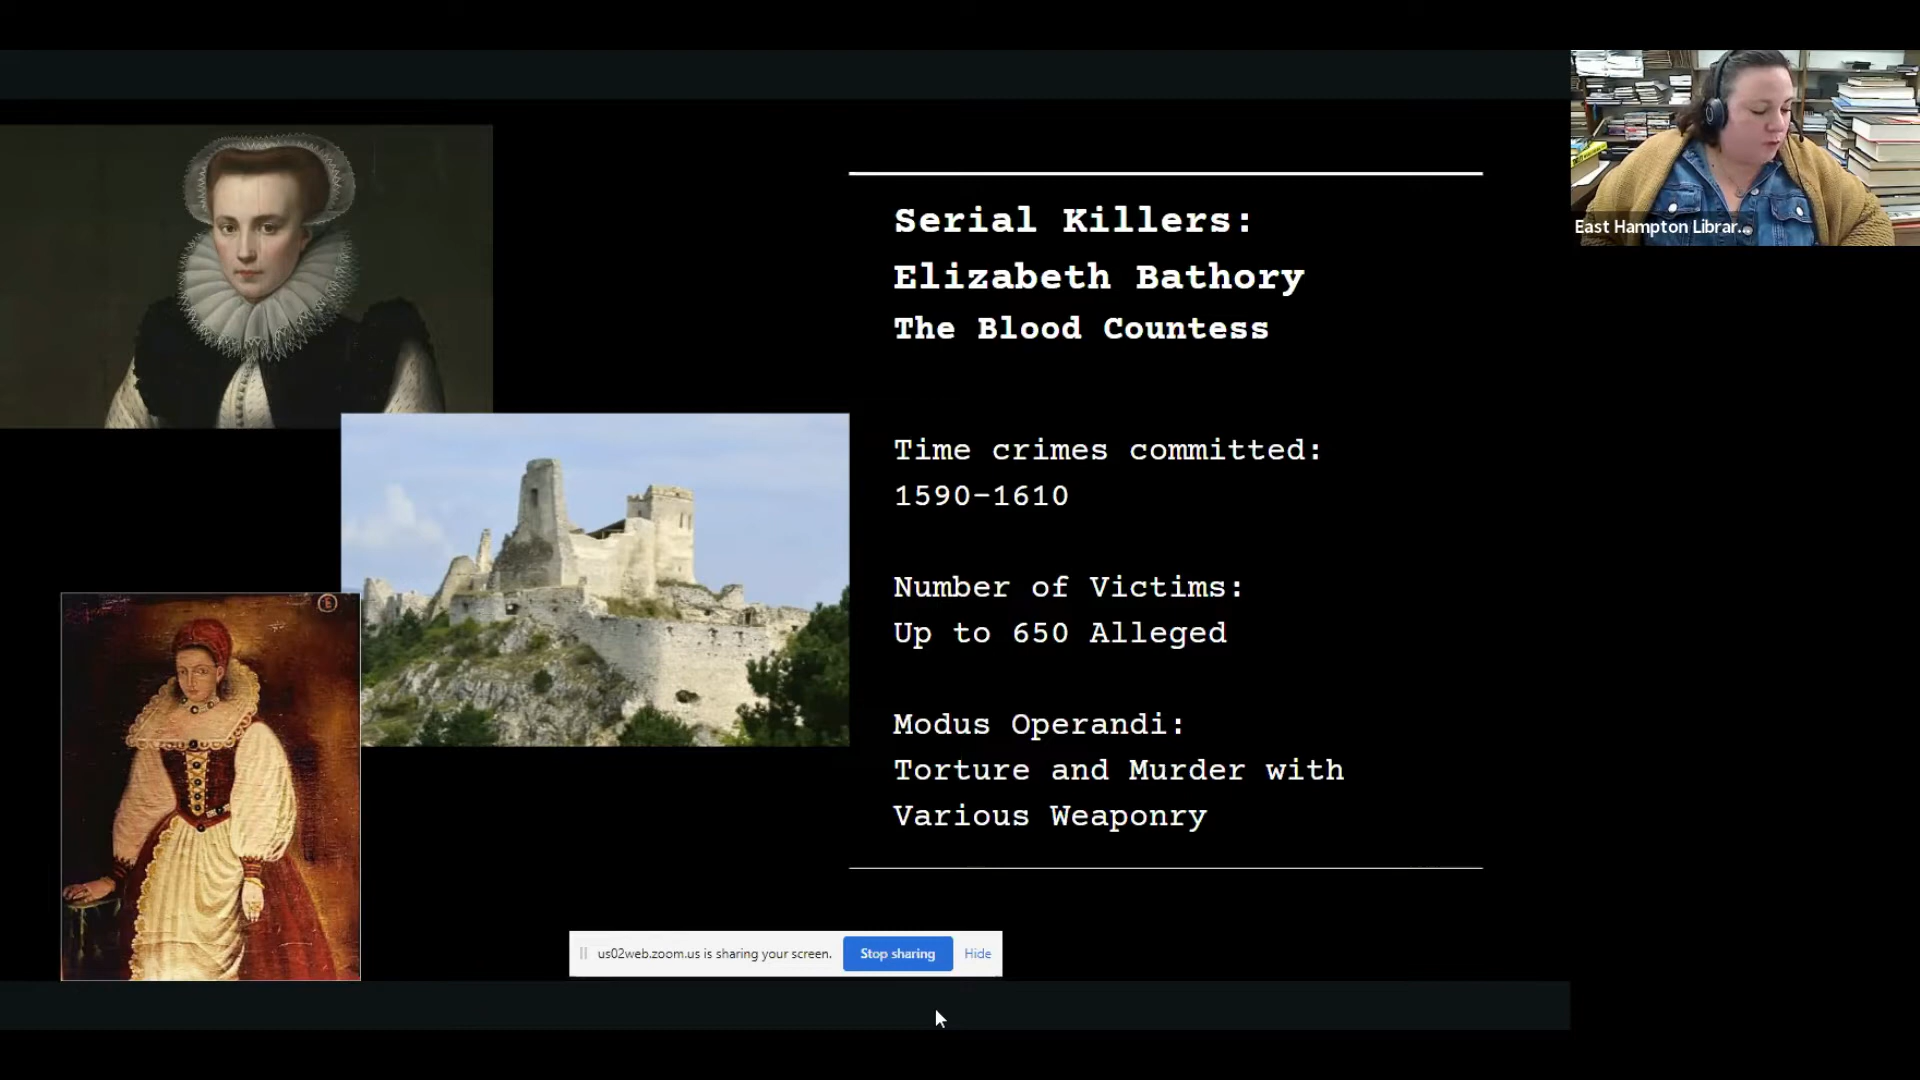 Serial Killers:
Elizabeth Bathory
The Blood Countess
Time crimes committed:
1590-1610
Number of Victims:
Up to 650 Alleged
Modus Operandi:
Torture and Murder with
Various Weaponry
East Hampton Librar...
us02web.zoom.us is sharing your screen. Stop sharing Hide